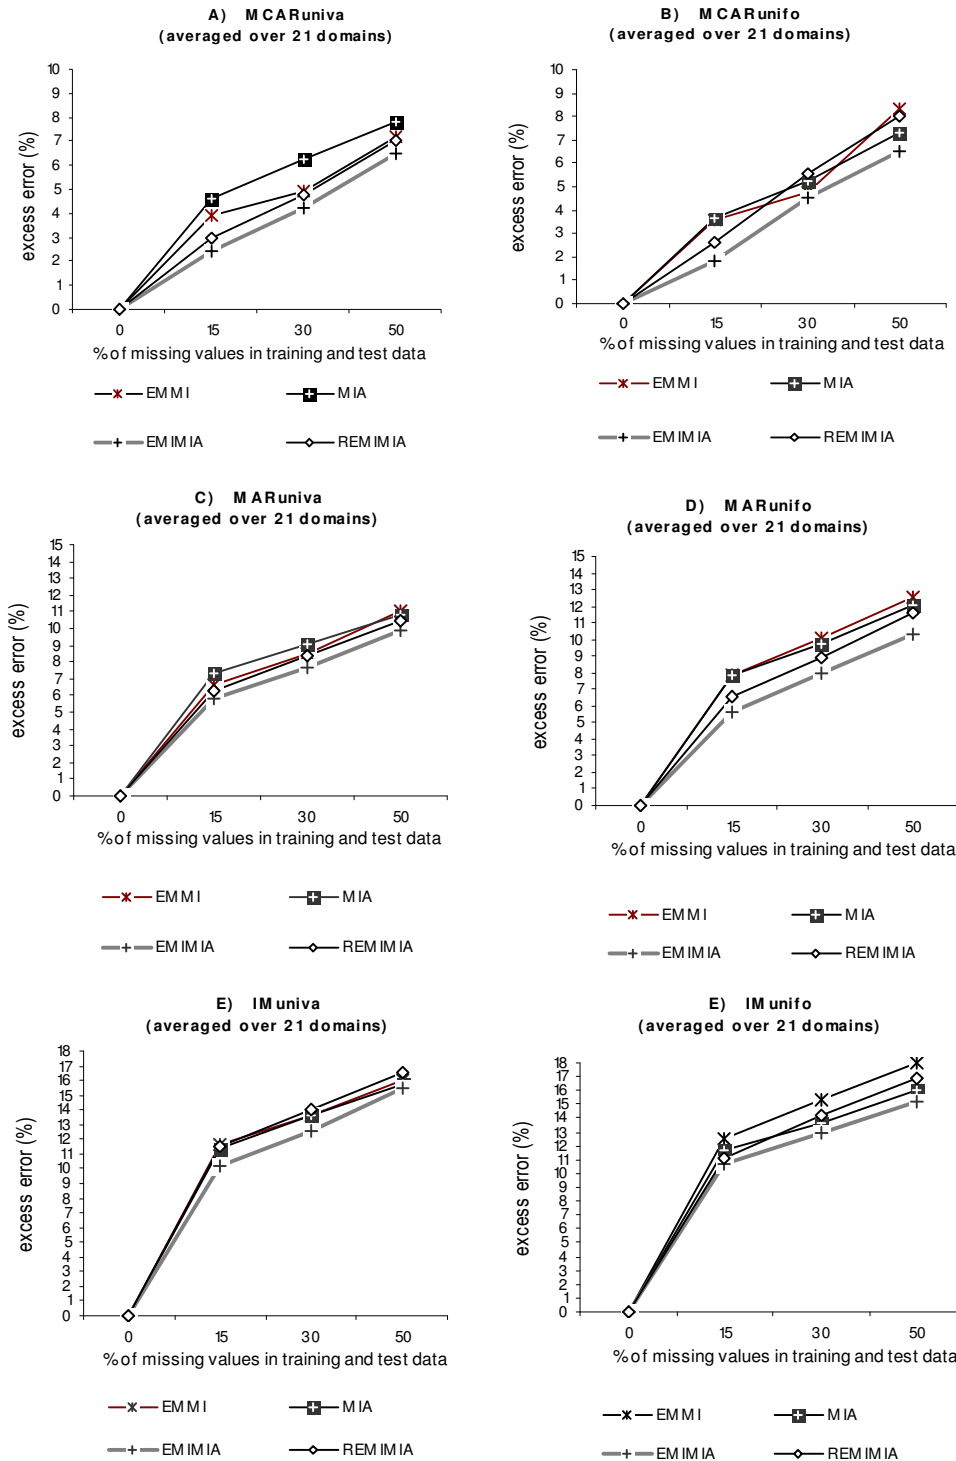 A) MCARuniva
(averaged over 21 domains)
10
9
8
7
6
5
4
3
2
1
0
excess error (%)
0 15 30 50
% of missing values in training and test data
EMMI MIA
EMIMIA REMIMIA
B) MCARunifo
(averaged over 21 domains)
10
9
8
7
6
5
4
3
2
1
0
excess error (%)
0 15 30 50
% of missing values in training and test data
EMMI MIA
EMIMIA REMIMIA
C) MARuniva
(averaged over 21 domains)
15
14
13
12
11
10
9
8
7
6
5
4
3
2
1
0
excess error (%)
0 15 30 50
% of missing values in training and test data
EMMI MIA
EMIMIA REMIMIA
D) MARunifo
(averaged over 21 domains)
15
14
13
12
11
10
9
8
7
6
5
4
3
2
1
0
excess error (%)
0 15 30 50
% of missing values in training and test data
EMMI MIA
EMIMIA REMIMIA
E) IMuniva
(averaged over 21 domains)
18
17
16
15
14
13
12
11
10
9
8
7
6
5
4
3
2
1
0
excess error (%)
0 15 30 50
% of missing values in training and test data
EMMI MIA
EMIMIA REMIMIA
E) IMunifo
(averaged over 21 domains)
18
17
16
15
14
13
12
11
10
9
8
7
6
5
4
3
2
1
0
excess error (%)
0 15 30 50
% of missing values in training and test data
EMMI MIA
EMIMIA REMIMIA